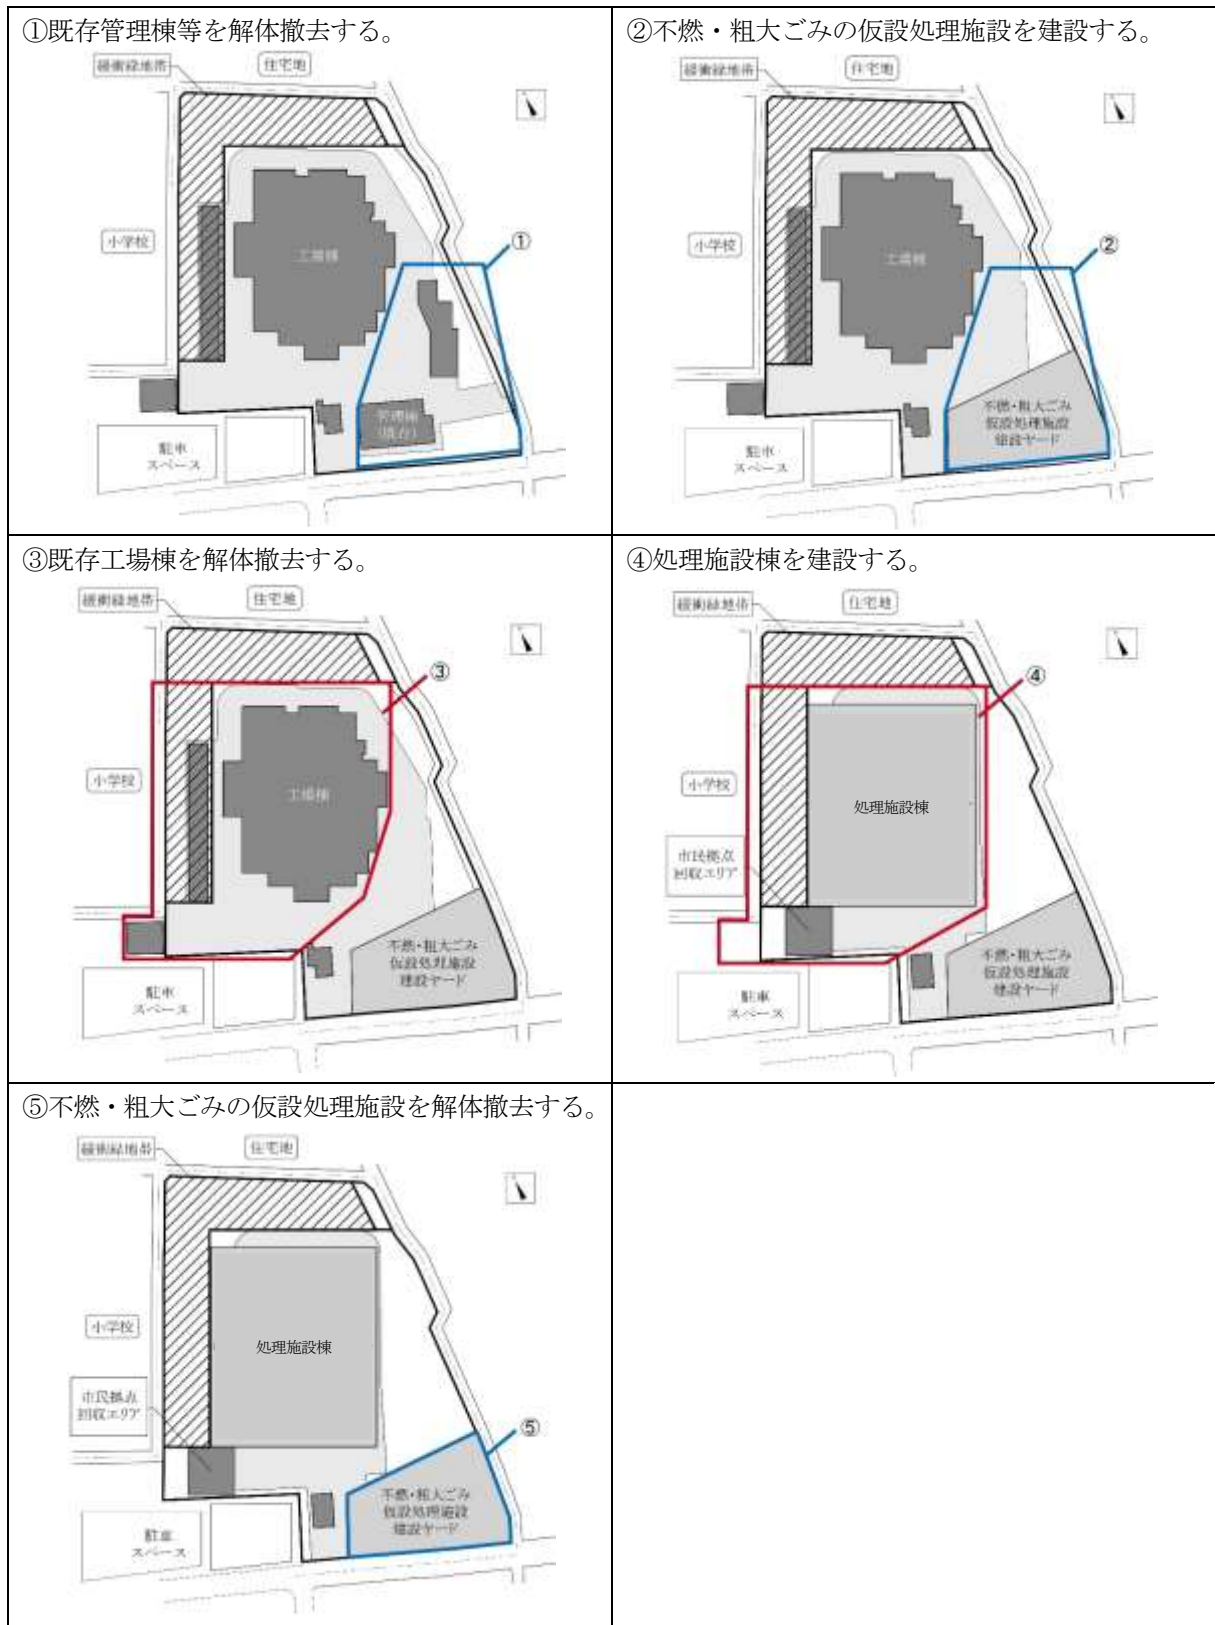 ①既存管理棟等を解体撤去する。
緩衝緑地帯
住宅地
小学校
工場棟
①
管理棟
駐車
スペース
②不燃・粗大ごみの仮設処理施設を建設する。
緩衝緑地帯
住宅地
小学校
工場棟
②
不燃・粗大ごみ
仮設処理施設
建設ヤード
駐車
スペース
③既存工場棟を解体撤去する。
緩衝緑地帯
住宅地
③
小学校
工場棟
不燃・粗大ごみ
仮設処理施設
建設ヤード
駐車
スペース
④処理施設棟を建設する。
緩衝緑地帯
住宅地
④
小学校
処理施設棟
市民拠点
回収エリア
不燃・粗大ごみ
仮設処理施設
建設ヤード
駐車
スペース
⑤不燃・粗大ごみの仮設処理施設を解体撤去する。
緩衝緑地帯
住宅地
小学校
処理施設棟
市民拠点
回収エリア
⑤
不燃・粗大ごみ
仮設処理施設
建設ヤード
駐車
スペース